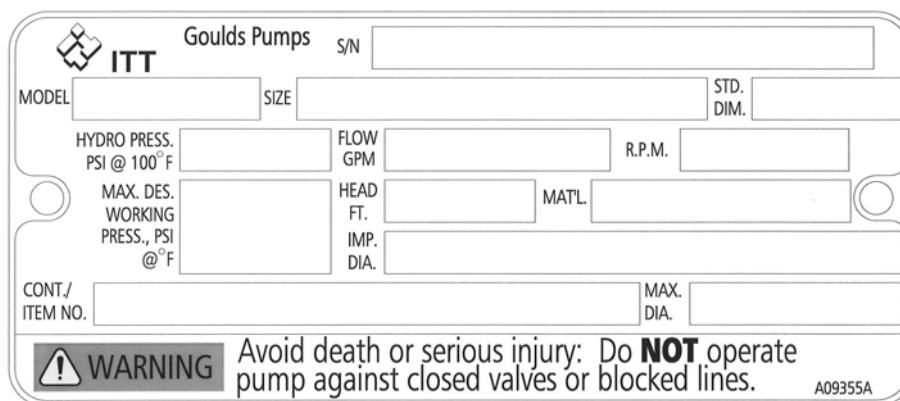 ITT Goulds Pumps S/N
MODEL SIZE STD.
DIM.
HYDRO PRESS.
PSI @ 100°F
FLOW
GPM
R.P.M.
MAX. DES.
WORKING
PRESS., PSI
@°F
HEAD
FT.
MAT'L.
IMP.
DIA.
CONT./
ITEM NO.
MAX.
DIA.
WARNING
Avoid death or serious injury: Do NOT operate
pump against closed valves or blocked lines.
A09355A